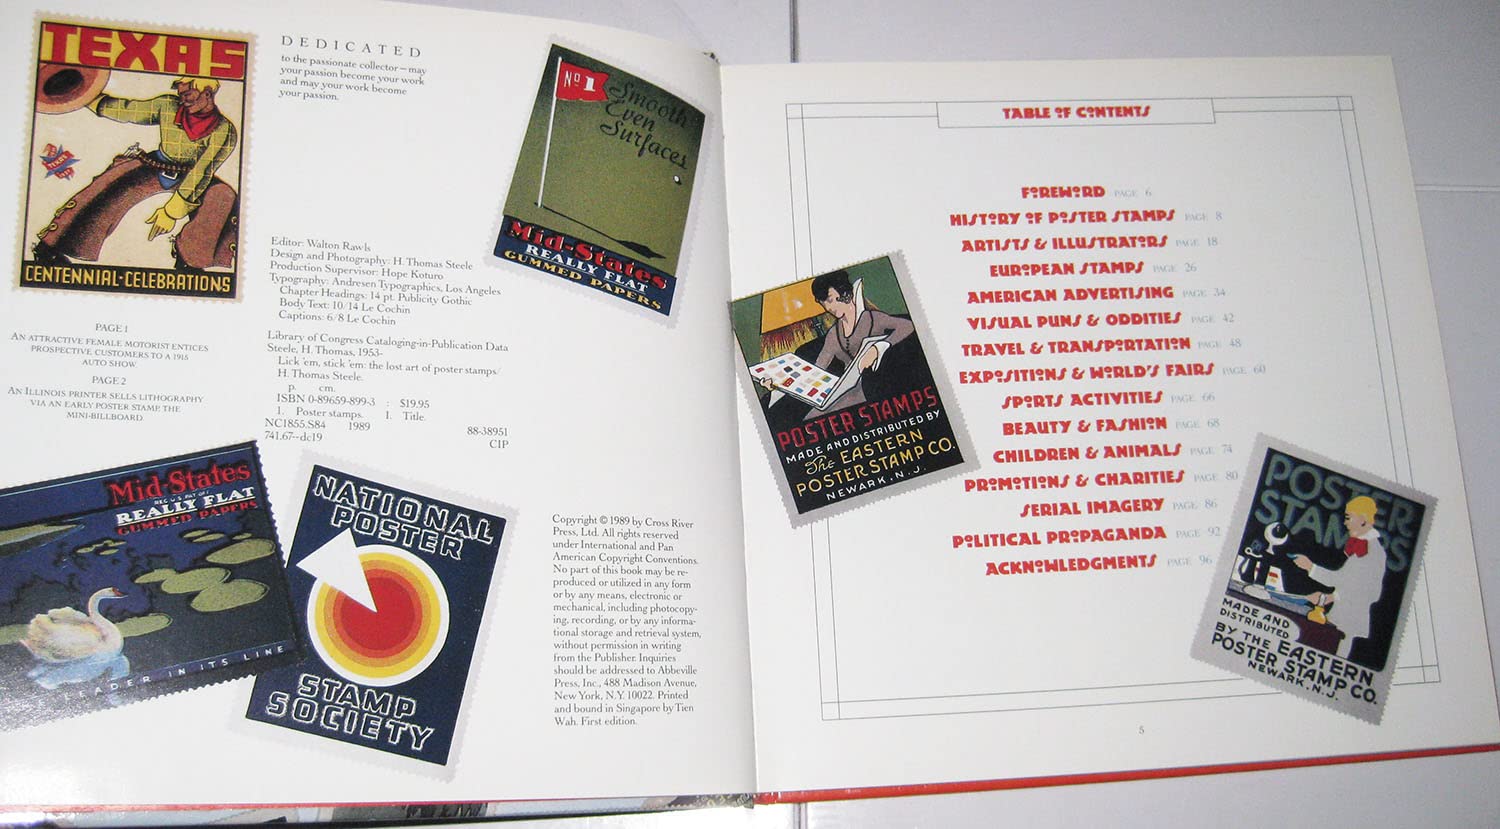 TEXAS
TEXAS
CENTENNIAL-CELEBRATIONS
DEDICATED
to the passionate collector — may
your passion become your work
and may your work become
your passion.
Nº 1
Smooth
Even
Surfaces
Mid-States
REALLY FLAT
GUMMED PAPERS
Editor: Walton Rawls
Design and Photography: H. Thomas Steele
Production Supervisor: Hope Koturo
Typography: Andresen Typographics, Los Angeles
Chapter Headings: 14 pt. Publicity Gothic
Body Text: 10/14 Le Cochin
Captions: 6/8 Le Cochin
Library of Congress Cataloging-in-Publication Data
Steele, H. Thomas, 1953-
Lick 'em, stick 'em: the lost art of poster stamps/
H. Thomas Steele.
p. cm.
ISBN 0-89659-899-3 : $19.95
1. Poster stamps. I. Title.
NC1855.S84 1989 88-38951
741.67--dc19 CIP
PAGE 1
AN ATTRACTIVE FEMALE MOTORIST ENTICES
PROSPECTIVE CUSTOMERS TO A 1915
AUTO SHOW.
PAGE 2
AN ILLINOIS PRINTER SELLS LITHOGRAPHY
VIA AN EARLY POSTER STAMP, THE
MINI-BILLBOARD.
Mid-States
REG. U.S. PAT. OFF.
REALLY FLAT
GUMMED PAPERS
LEADER IN ITS LINE
NATIONAL
POSTER
STAMP
SOCIETY
Copyright © 1989 by Cross River
Press, Ltd. All rights reserved
under International and Pan
American Copyright Conventions.
No part of this book may be re-
produced or utilized in any form
or by any means, electronic or
mechanical, including photocopy-
ing, recording, or by any informa-
tional storage and retrieval system,
without permission in writing
from the Publisher. Inquiries
should be addressed to Abbeville
Press, Inc., 488 Madison Avenue,
New York, N.Y. 10022. Printed
and bound in Singapore by Tien
Wah. First edition.
TABLE OF CONTENTS
FOREWORD PAGE 6
HISTORY OF POSTER STAMPS PAGE 8
ARTISTS & ILLUSTRATORS PAGE 18
EUROPEAN STAMPS PAGE 26
AMERICAN ADVERTISING PAGE 34
VISUAL PUNS & ODDITIES PAGE 42
TRAVEL & TRANSPORTATION PAGE 48
EXPOSITIONS & WORLD'S FAIRS PAGE 60
SPORTS ACTIVITIES PAGE 66
BEAUTY & FASHION PAGE 68
CHILDREN & ANIMALS PAGE 74
PROMOTIONS & CHARITIES PAGE 80
SERIAL IMAGERY PAGE 86
POLITICAL PROPAGANDA PAGE 92
ACKNOWLEDGMENTS PAGE 96
POSTER STAMPS
MADE AND DISTRIBUTED BY
The EASTERN
POSTER STAMP CO.
NEWARK, N.J.
POSTER
STAMPS
MADE AND
DISTRIBUTED
BY THE EASTERN
POSTER STAMP CO.
NEWARK, N.J.
5